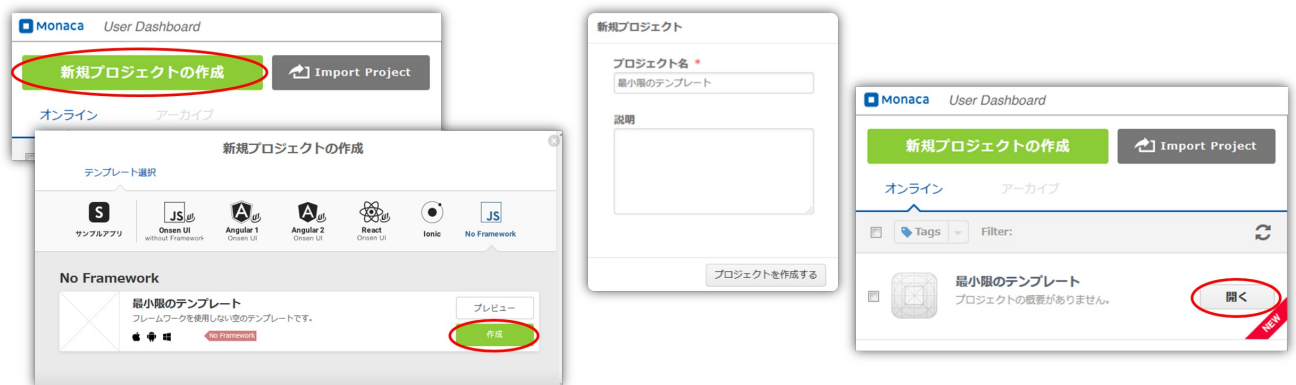 Monaca User Dashboard
新規プロジェクトの作成
Import Project
オンライン
アーカイブ
新規プロジェクトの作成
テンプレート選択
S
サンプルアプリ
JS
Onsen UI
without Framework
Angular 1
Onsen UI
Angular 2
Onsen UI
React
Onsen UI
Ionic
JS
No Framework
No Framework
最小限のテンプレート
フレームワークを使用しない空のテンプレートです。
No Framework
プレビュー
作成
新規プロジェクト
プロジェクト名 *
最小限のテンプレート
説明
プロジェクトを作成する
Monaca User Dashboard
新規プロジェクトの作成
Import Project
オンライン
アーカイブ
Tags
Filter:
最小限のテンプレート
プロジェクトの概要がありません。
開く
NEW